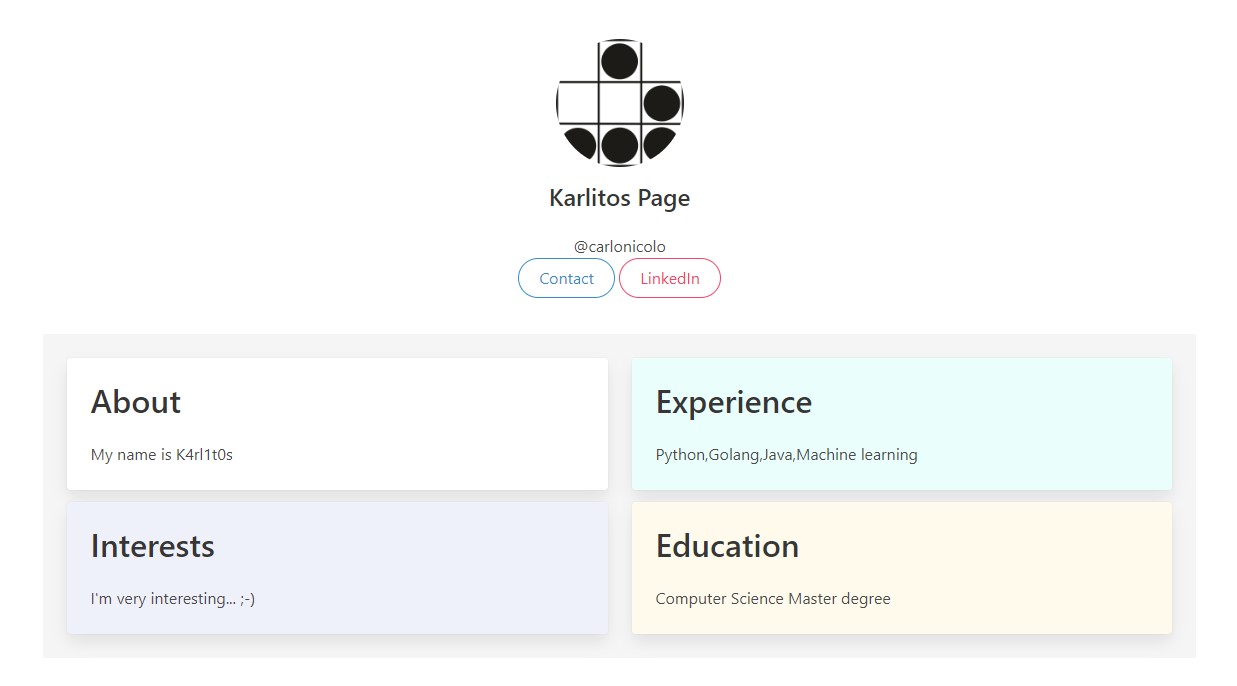 Karlitos Page
@carlonicolo
Contact LinkedIn
About
My name is K4rl1t0s
Experience
Python,Golang,Java,Machine learning
Interests
I'm very interesting... ;-)
Education
Computer Science Master degree